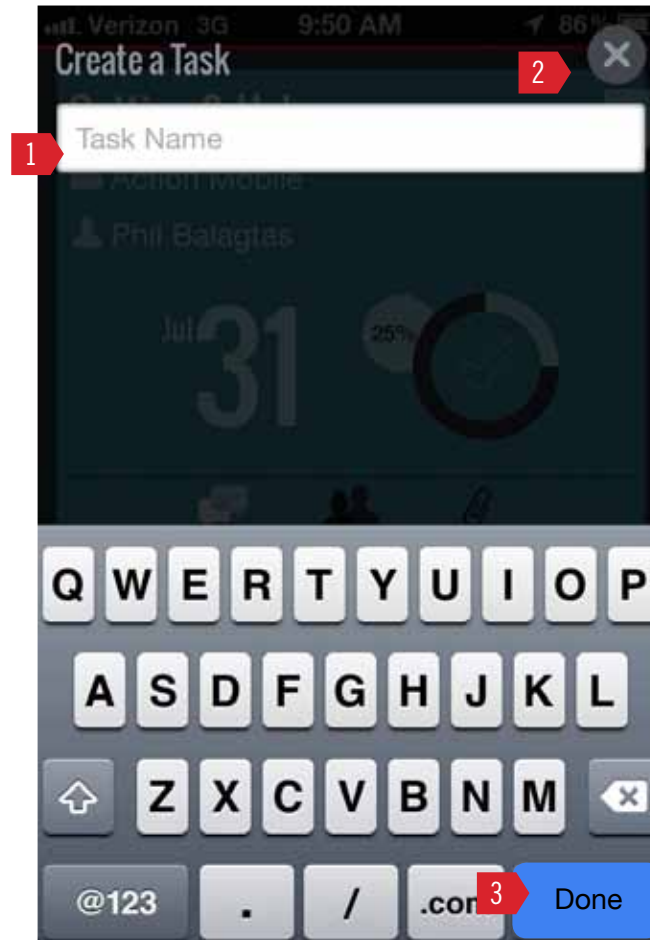 Verizon 3G 9:50 AM 86%
Create a Task
2
Task Name
1
Action Mobile
Phil Balagtas
Jul 31
25%
Q W E R T Y U I O P
A S D F G H J K L
Z X C V B N M
@123 . / .com 3 Done